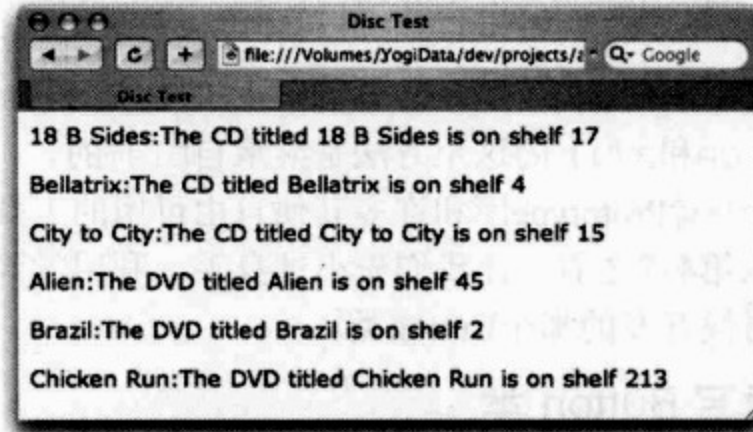 Disc Test
file:///Volumes/YogiData/dev/projects/a
Google
Disc Test
18 B Sides:The CD titled 18 B Sides is on shelf 17
Bellatrix:The CD titled Bellatrix is on shelf 4
City to City:The CD titled City to City is on shelf 15
Alien:The DVD titled Alien is on shelf 45
Brazil:The DVD titled Brazil is on shelf 2
Chicken Run:The DVD titled Chicken Run is on shelf 213